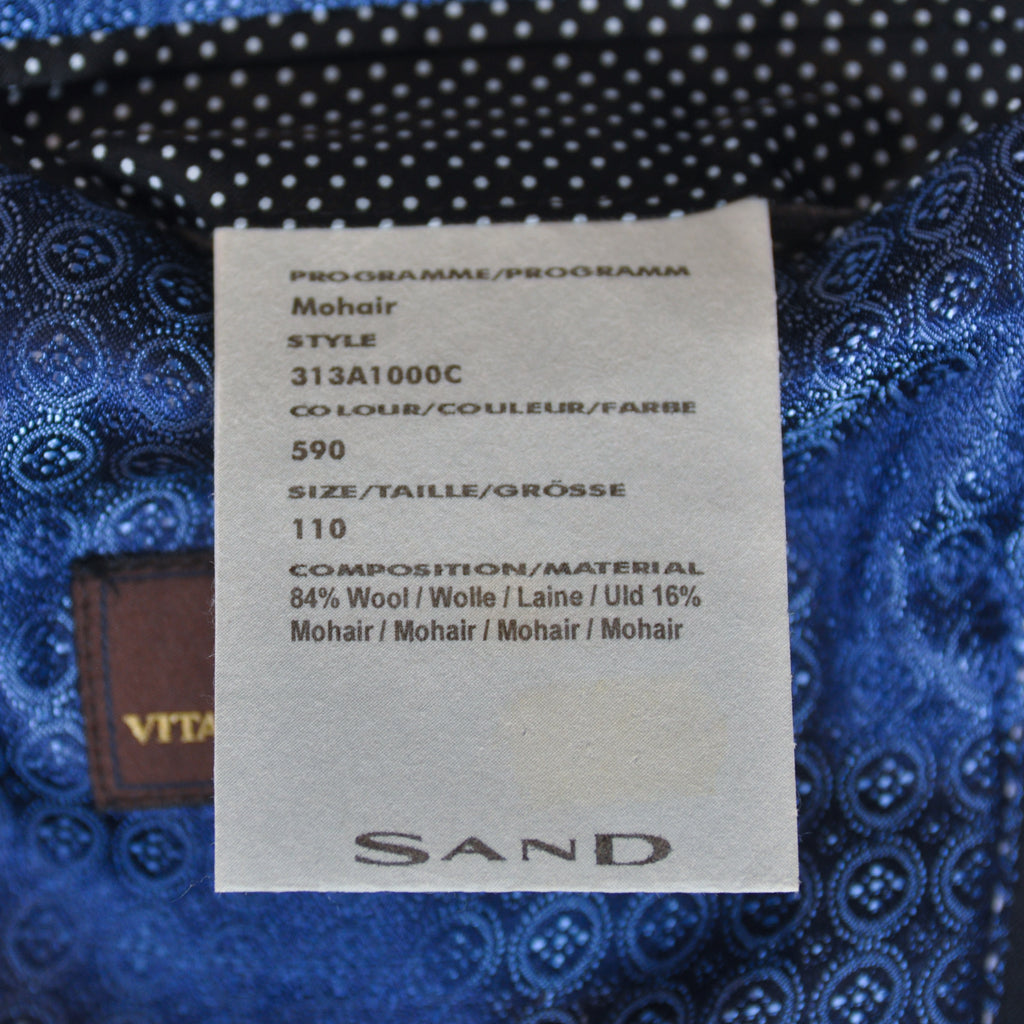 PROGRAMME/PROGRAMM
Mohair
STYLE
313A1000C
COLOUR/COULEUR/FARBE
590
SIZE/TAILLE/GRÖSSE
110
COMPOSITION/MATERIAL
84% Wool / Wolle / Laine / Uld 16%
Mohair / Mohair / Mohair / Mohair
VITA
SAND